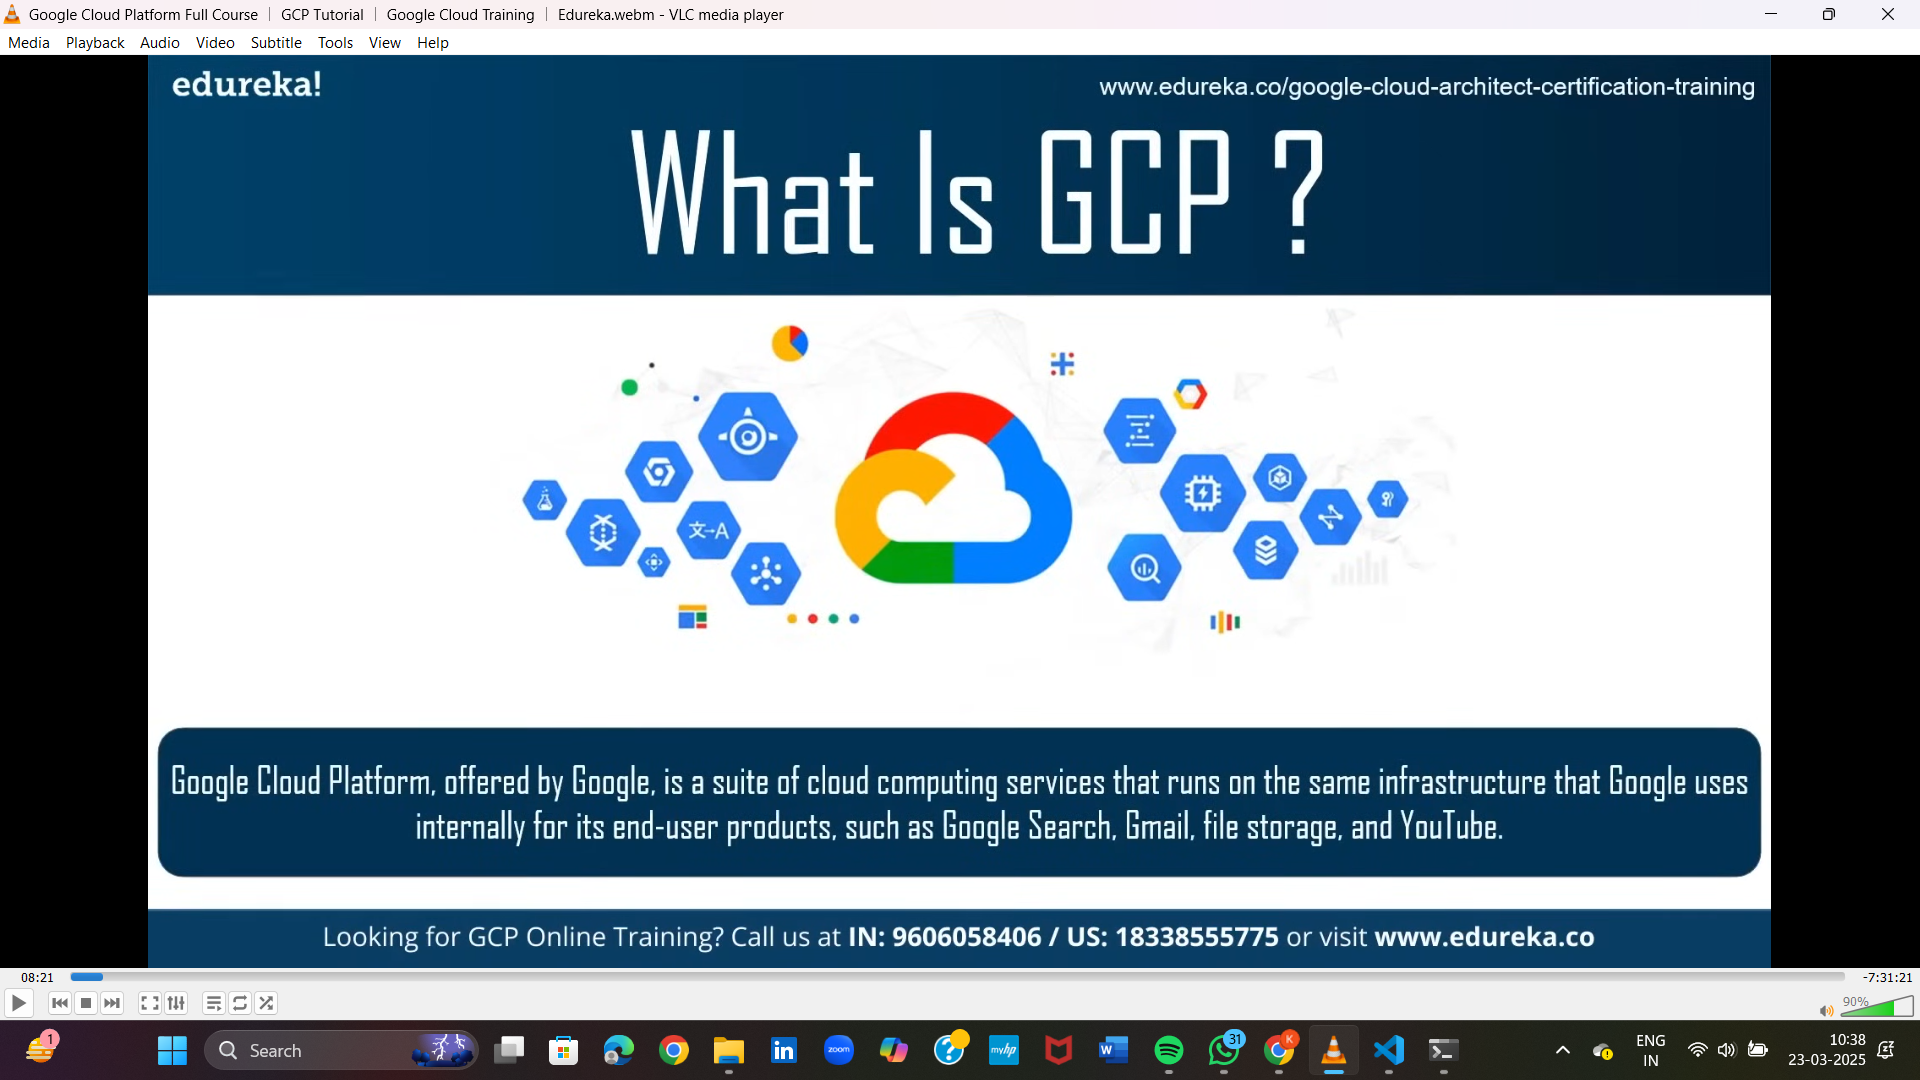 Google Cloud Platform Full Course | GCP Tutorial | Google Cloud Training | Edureka.webm - VLC media player
Media Playback Audio Video Subtitle Tools View Help
edureka!
www.edureka.co/google-cloud-architect-certification-training
What Is GCP ?
文→A
Google Cloud Platform, offered by Google, is a suite of cloud computing services that runs on the same infrastructure that Google uses
internally for its end-user products, such as Google Search, Gmail, file storage, and YouTube.
Looking for GCP Online Training? Call us at IN: 9606058406 / US: 18338555775 or visit www.edureka.co
08:21
-7:31:21
90%
1
Search
zoom
myhp
31
K
ENG
IN
10:38
23-03-2025